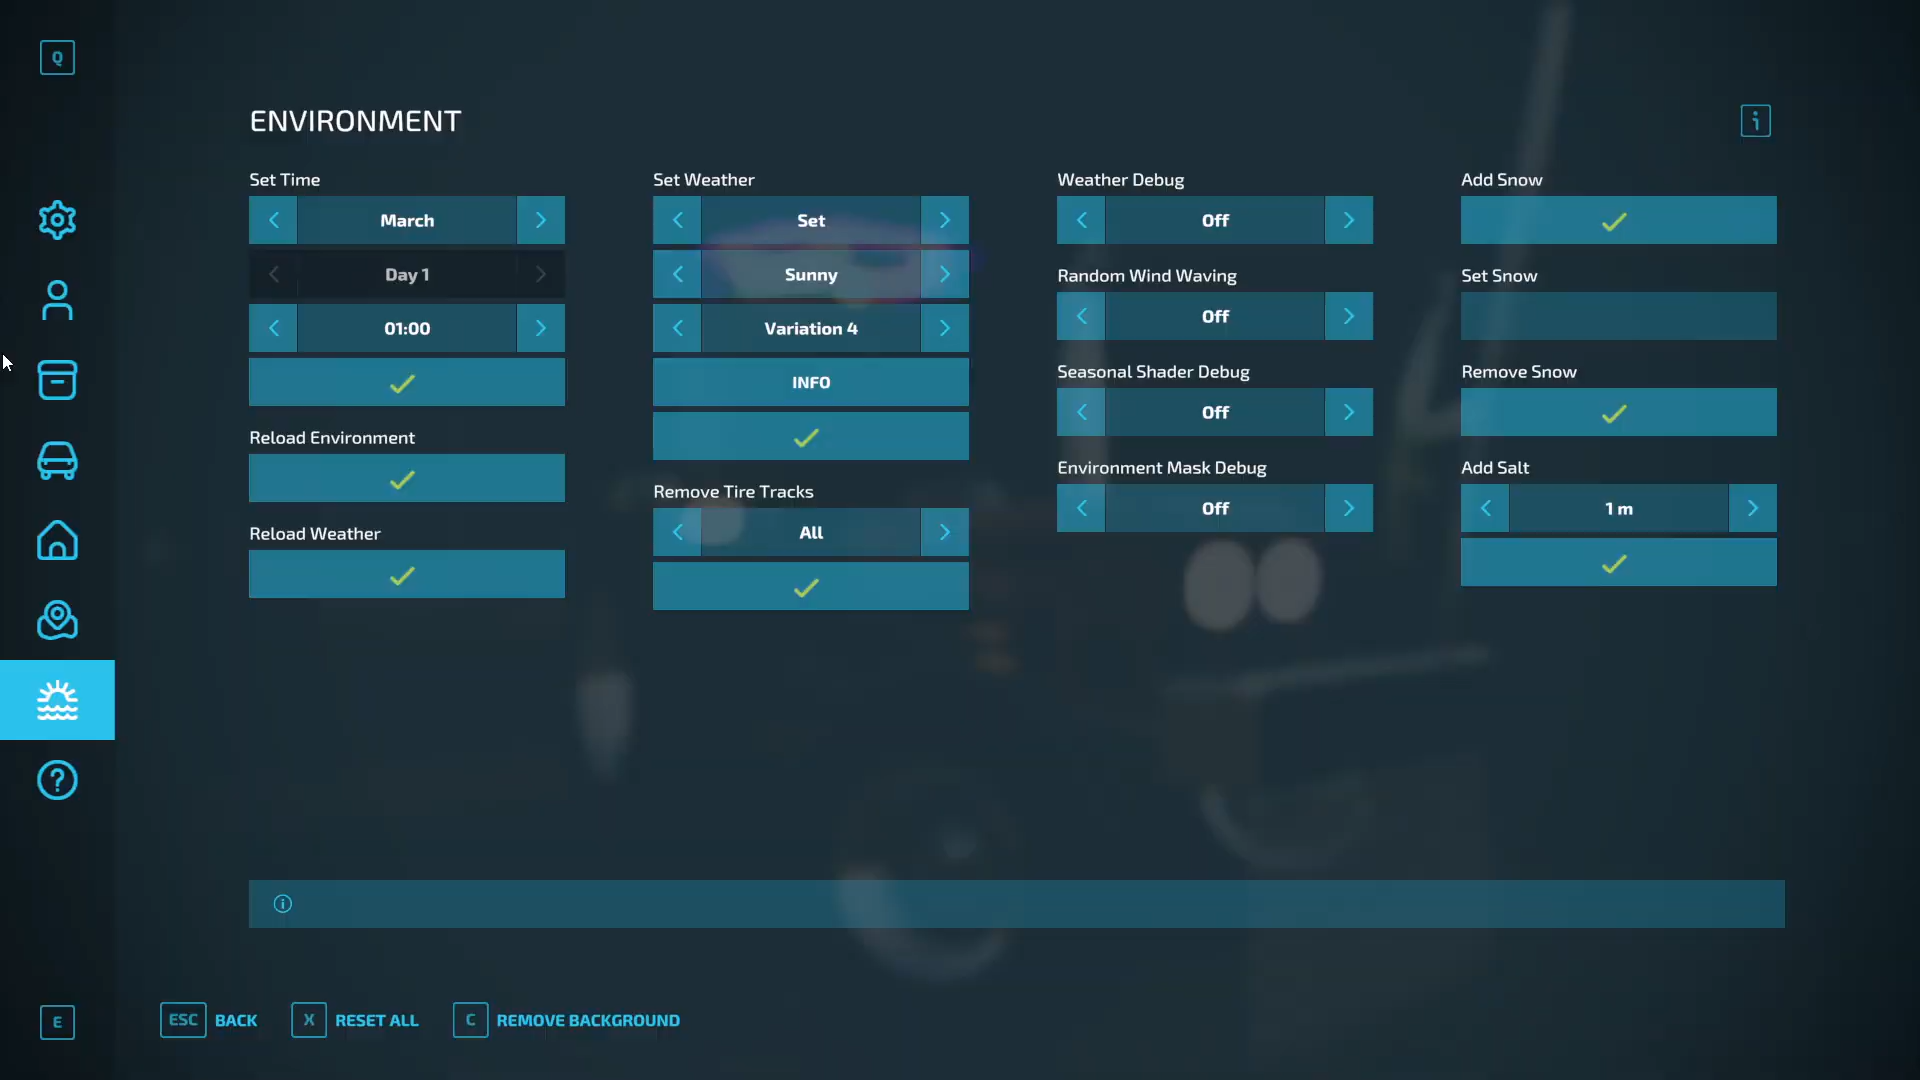 Q
ENVIRONMENT
Set Time
March
Day 1
01:00
Reload Environment
Reload Weather
Set Weather
Set
Sunny
Variation 4
INFO
Remove Tire Tracks
All
Weather Debug
Off
Random Wind Waving
Off
Seasonal Shader Debug
Off
Environment Mask Debug
Off
Add Snow
Set Snow
Remove Snow
Add Salt
1 m
E
ESC BACK X RESET ALL C REMOVE BACKGROUND